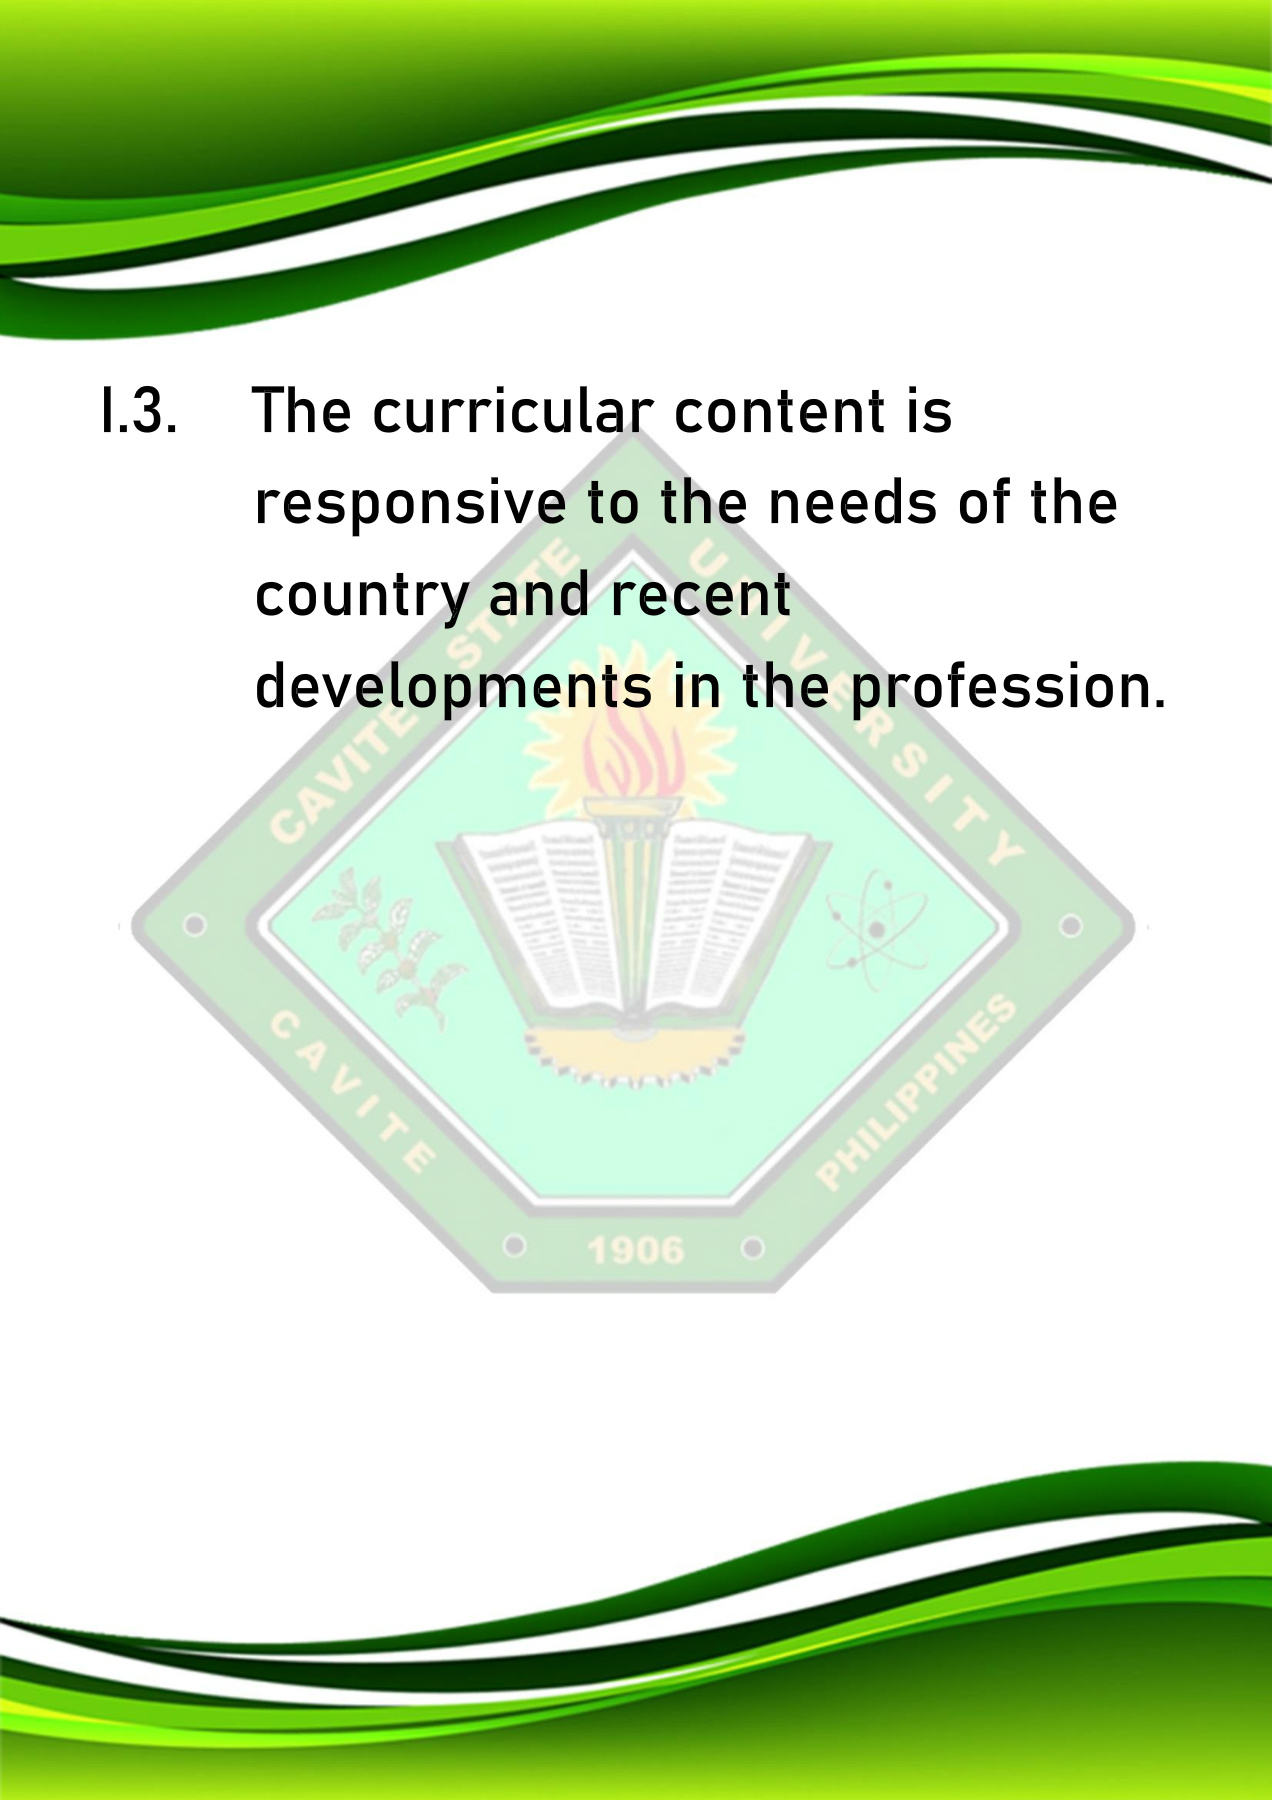 I.3. The curricular content is
responsive to the needs of the
country and recent
developments in the profession.
CAVITE STATE UNIVERSITY
CAVITE
PHILIPPINES
1906